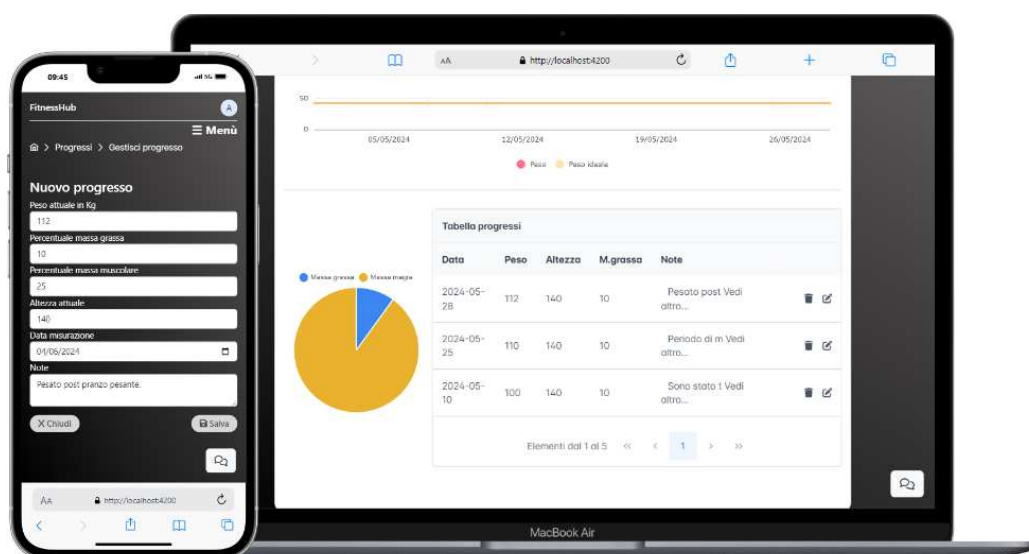 09:45
5G
FitnessHub
A
Menù
> Progressi > Gestisci progresso
Nuovo progresso
Peso attuale in Kg
112
Percentuale massa grassa
10
Percentuale massa muscolare
25
Altezza attuale
140
Data misurazione
04/06/2024
Note
Pesato post pranzo pesante.
X Chiudi
Salva
AA
http://localhost:4200
AA
http://localhost:4200
50
0
05/05/2024
12/05/2024
19/05/2024
26/05/2024
Peso
Peso ideale
Massa grassa
Massa magra
Tabella progressi
Data Peso Altezza M.grassa Note
2024-05-28 112 140 10 Pesato post Vedi altro...
2024-05-25 110 140 10 Periodo di m Vedi altro...
2024-05-10 100 140 10 Sono stato t Vedi altro...
Elementi dal 1 al 5 << < 1 > >>
MacBook Air